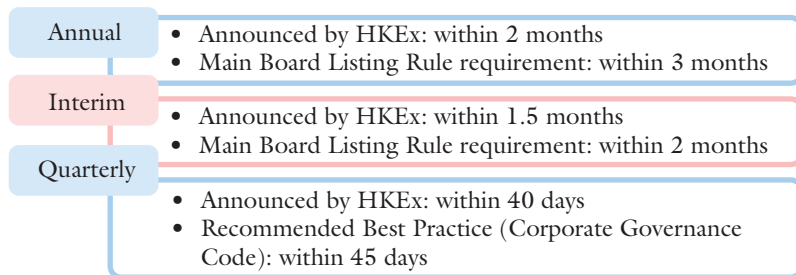 Annual
• Announced by HKEx: within 2 months
• Main Board Listing Rule requirement: within 3 months
Interim
• Announced by HKEx: within 1.5 months
• Main Board Listing Rule requirement: within 2 months
Quarterly
• Announced by HKEx: within 40 days
• Recommended Best Practice (Corporate Governance
Code): within 45 days